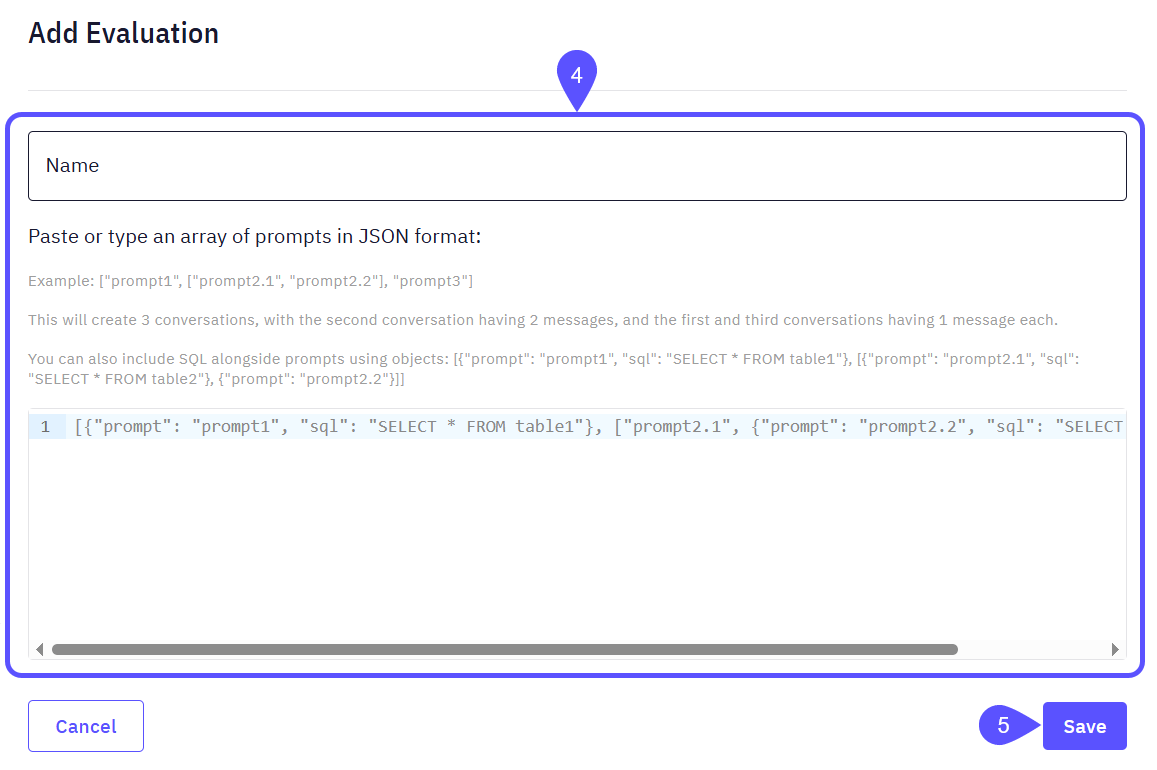 Add Evaluation
4
Name
Paste or type an array of prompts in JSON format:
Example: ["prompt1", ["prompt2.1", "prompt2.2"], "prompt3"]
This will create 3 conversations, with the second conversation having 2 messages, and the first and third conversations having 1 message each.
You can also include SQL alongside prompts using objects: [{"prompt": "prompt1", "sql": "SELECT * FROM table1"}, [{"prompt": "prompt2.1", "sql":
"SELECT * FROM table2"}, {"prompt": "prompt2.2"}]]
1 [{"prompt": "prompt1", "sql": "SELECT * FROM table1"}, ["prompt2.1", {"prompt": "prompt2.2", "sql": "SELECT
Cancel
5
Save